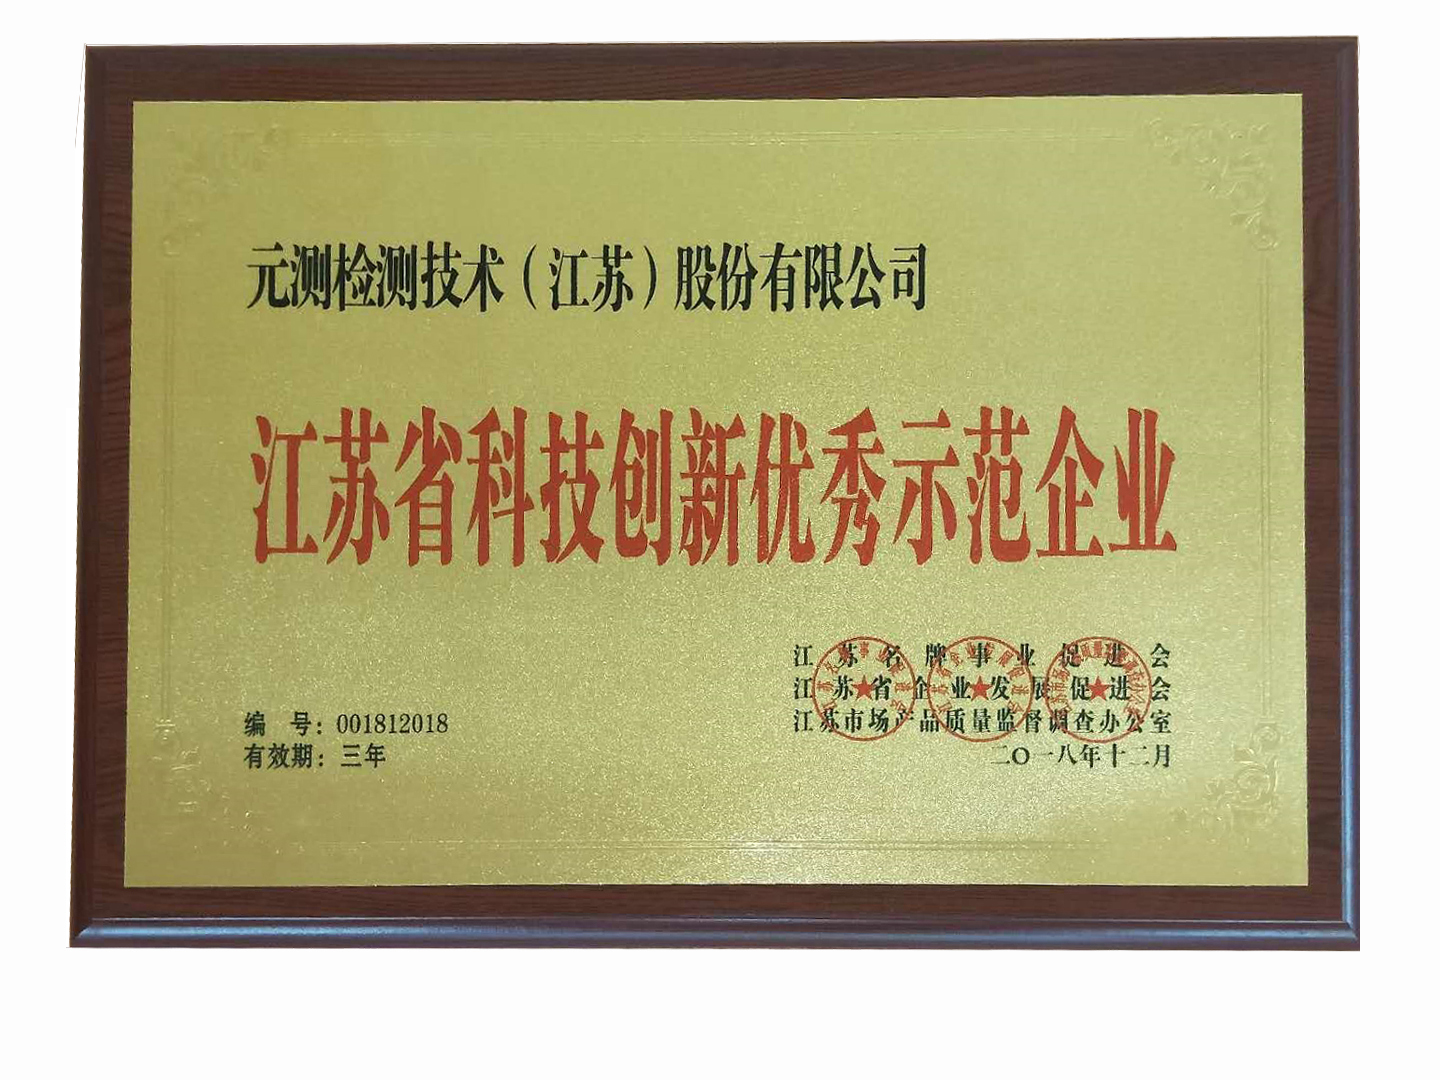 元测检测技术（江苏）股份有限公司
江苏省科技创新优秀示范企业
江苏名牌事业促进会
江苏省企业发展促进会
江苏市场产品质量监督调查办公室
二〇一八年十二月
编号：001812018
有效期：三年